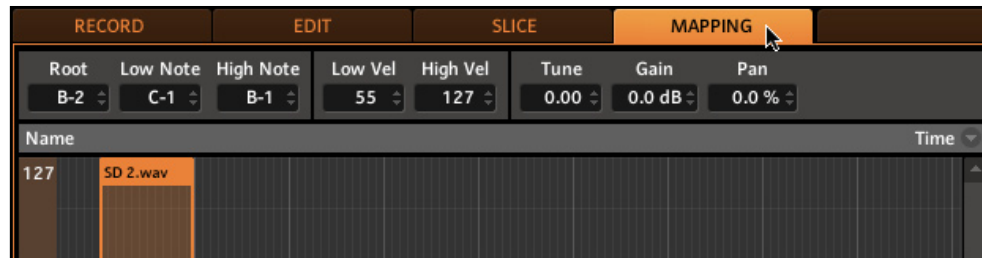 RECORD EDIT SLICE MAPPING
Root Low Note High Note Low Vel High Vel Tune Gain Pan
B-2 C-1 B-1 55 127 0.00 0.0 dB 0.0 %
Name Time
127 SD 2.wav